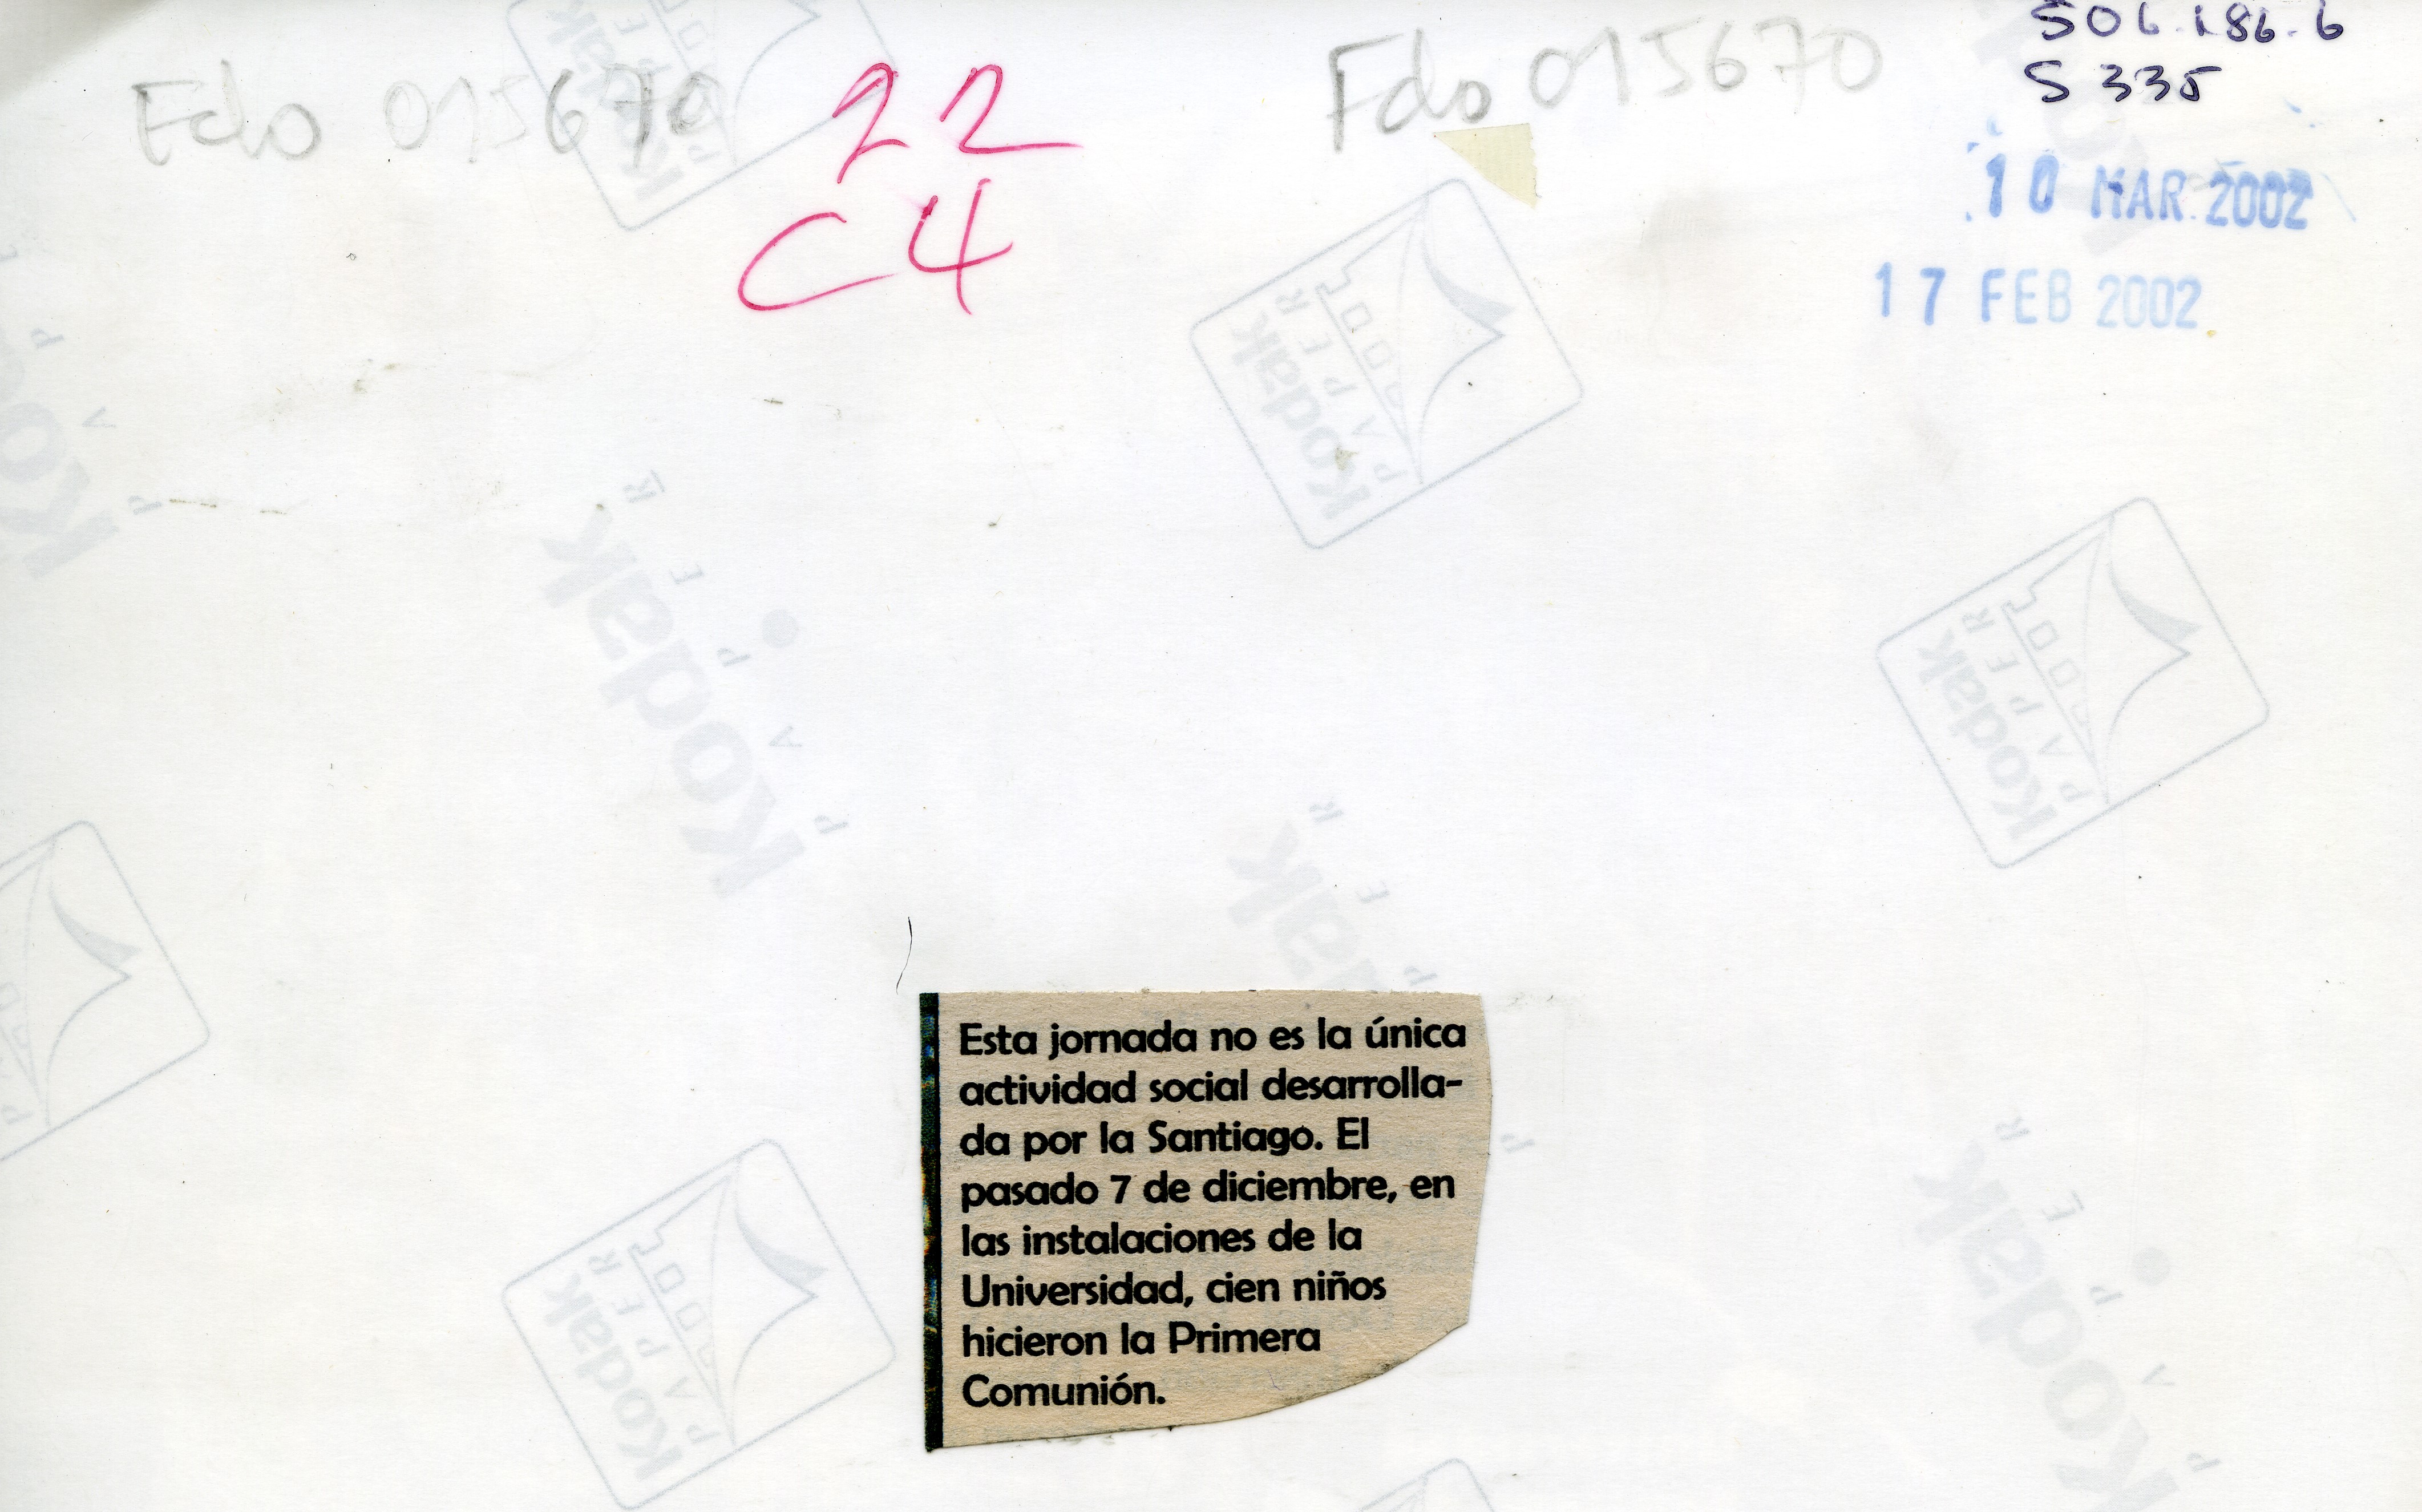 506.186.6
S 335
Fdo 015670
22
Fdo 015670
C4
10 MAR. 2002
17 FEB 2002
Kodak
PAPER
Esta jornada no es la única
actividad social desarrolla-
da por la Santiago. El
pasado 7 de diciembre, en
las instalaciones de la
Universidad, cien niños
hicieron la Primera
Comunión.